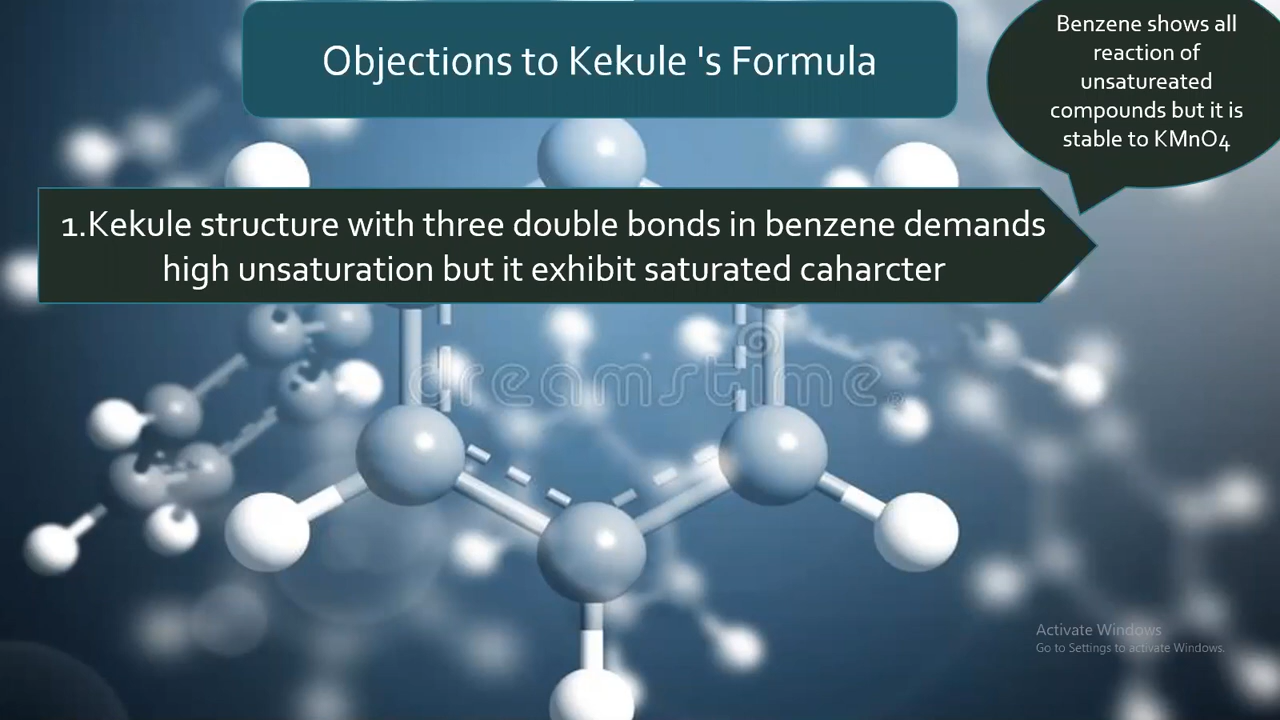 Objections to Kekule 's Formula
Benzene shows all
reaction of
unsatureated
compounds but it is
stable to KMnO4
1.Kekule structure with three double bonds in benzene demands
high unsaturation but it exhibit saturated caharcter
dreamstime
Activate Windows
Go to Settings to activate Windows.